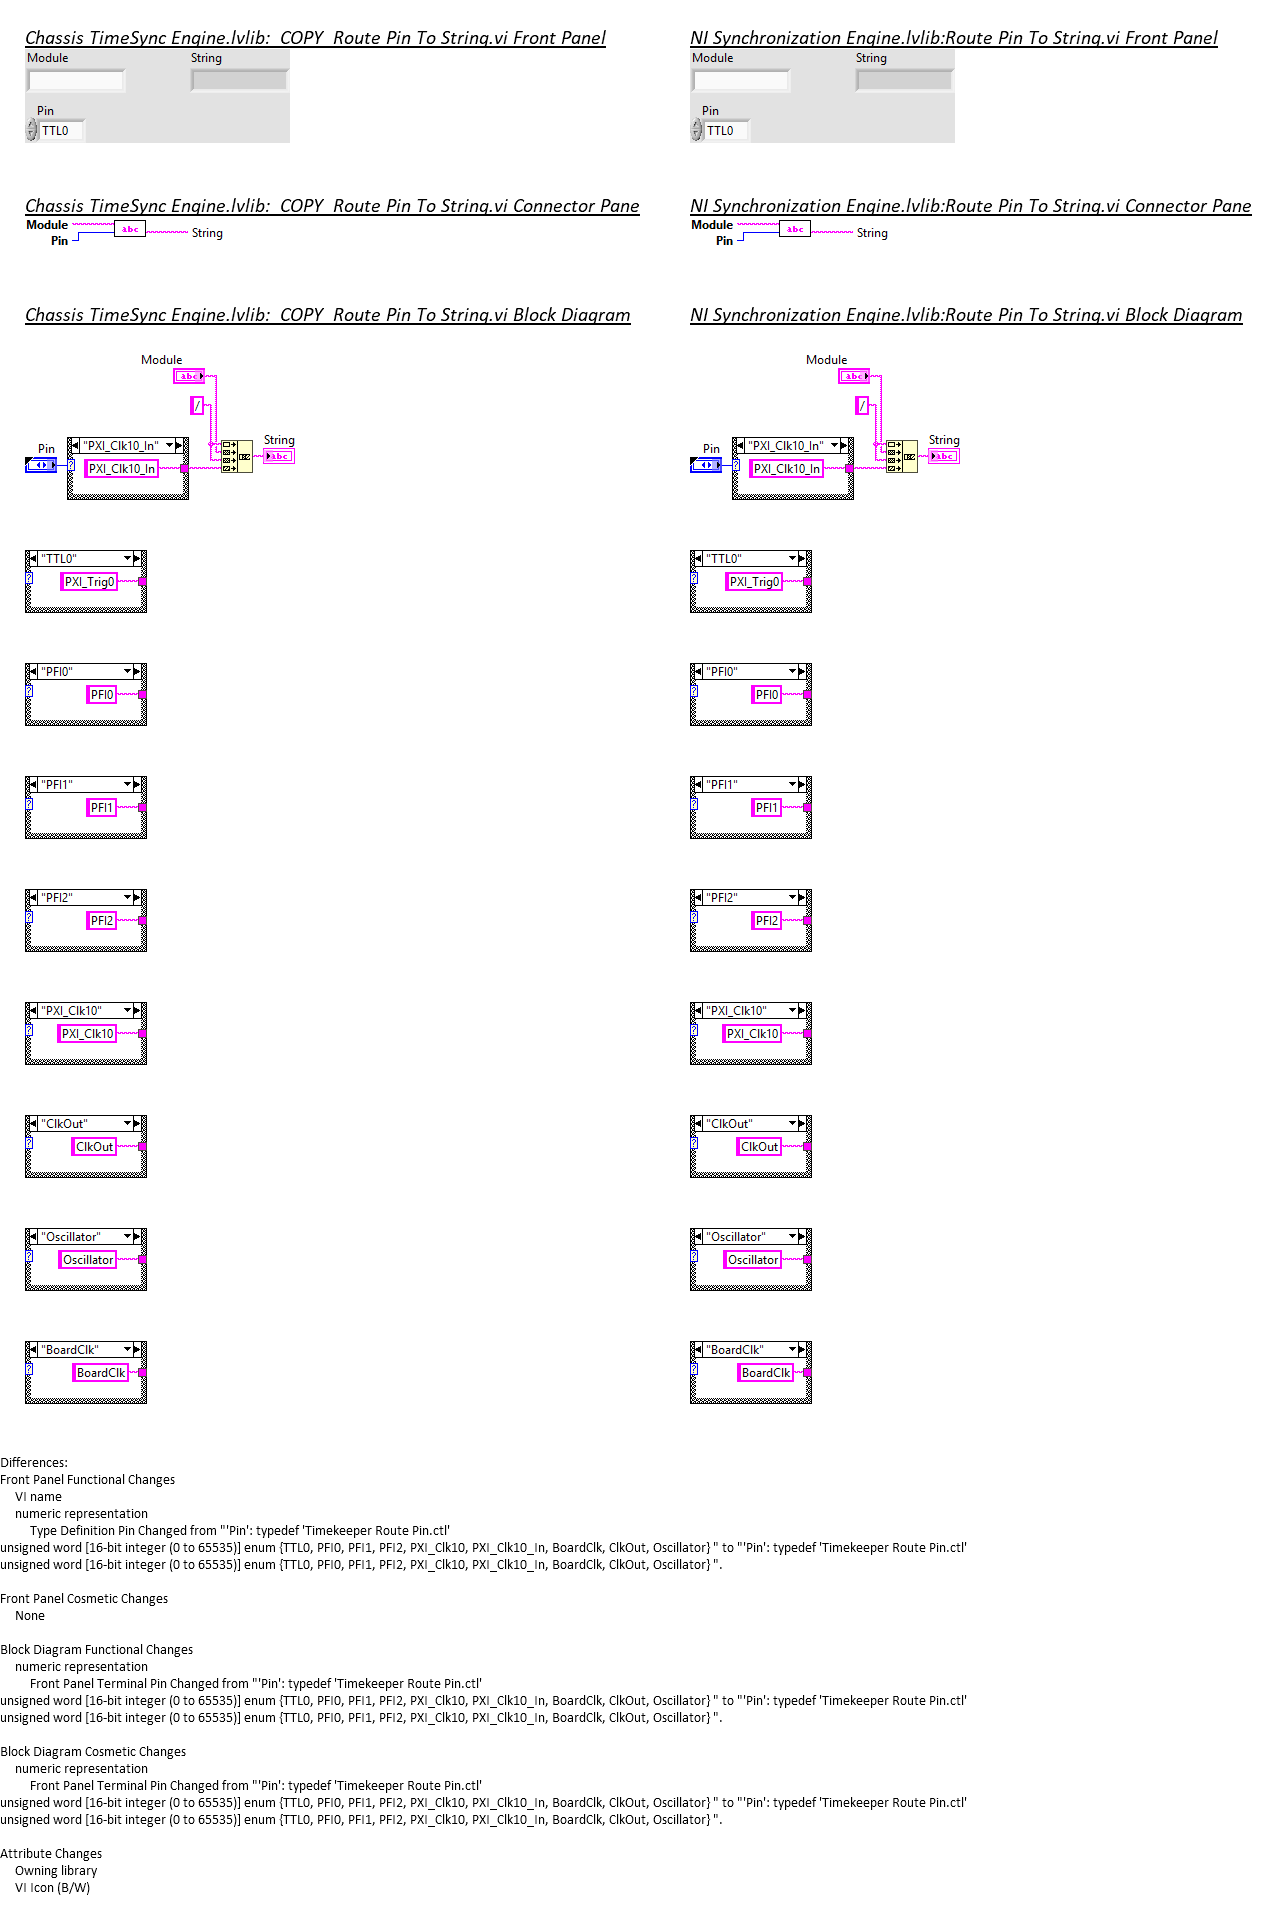 Chassis TimeSync Engine.lvlib:  COPY  Route Pin To String.vi Front Panel
Module
String
Pin
TTL0
NI Synchronization Engine.lvlib:Route Pin To String.vi Front Panel
Module
String
Pin
TTL0
Chassis TimeSync Engine.lvlib:  COPY  Route Pin To String.vi Connector Pane
Module
abc
Pin
String
NI Synchronization Engine.lvlib:Route Pin To String.vi Connector Pane
Module
abc
Pin
String
Chassis TimeSync Engine.lvlib:  COPY  Route Pin To String.vi Block Diagram
Module
abc
/
Pin
"PXI_Clk10_In"
?
PXI_Clk10_In
String
abc
"TTL0"
?
PXI_Trig0
"PFI0"
?
PFI0
"PFI1"
?
PFI1
"PFI2"
?
PFI2
"PXI_Clk10"
?
PXI_Clk10
"ClkOut"
?
ClkOut
"Oscillator"
?
Oscillator
"BoardClk"
?
BoardClk
NI Synchronization Engine.lvlib:Route Pin To String.vi Block Diagram
Module
abc
/
Pin
"PXI_Clk10_In"
?
PXI_Clk10_In
String
abc
"TTL0"
?
PXI_Trig0
"PFI0"
?
PFI0
"PFI1"
?
PFI1
"PFI2"
?
PFI2
"PXI_Clk10"
?
PXI_Clk10
"ClkOut"
?
ClkOut
"Oscillator"
?
Oscillator
"BoardClk"
?
BoardClk
Differences:
Front Panel Functional Changes
VI name
numeric representation
Type Definition Pin Changed from "'Pin': typedef 'Timekeeper Route Pin.ctl'
unsigned word [16-bit integer (0 to 65535)] enum {TTL0, PFI0, PFI1, PFI2, PXI_Clk10, PXI_Clk10_In, BoardClk, ClkOut, Oscillator} " to "'Pin': typedef 'Timekeeper Route Pin.ctl'
unsigned word [16-bit integer (0 to 65535)] enum {TTL0, PFI0, PFI1, PFI2, PXI_Clk10, PXI_Clk10_In, BoardClk, ClkOut, Oscillator} ".
Front Panel Cosmetic Changes
None
Block Diagram Functional Changes
numeric representation
Front Panel Terminal Pin Changed from "'Pin': typedef 'Timekeeper Route Pin.ctl'
unsigned word [16-bit integer (0 to 65535)] enum {TTL0, PFI0, PFI1, PFI2, PXI_Clk10, PXI_Clk10_In, BoardClk, ClkOut, Oscillator} " to "'Pin': typedef 'Timekeeper Route Pin.ctl'
unsigned word [16-bit integer (0 to 65535)] enum {TTL0, PFI0, PFI1, PFI2, PXI_Clk10, PXI_Clk10_In, BoardClk, ClkOut, Oscillator} ".
Block Diagram Cosmetic Changes
numeric representation
Front Panel Terminal Pin Changed from "'Pin': typedef 'Timekeeper Route Pin.ctl'
unsigned word [16-bit integer (0 to 65535)] enum {TTL0, PFI0, PFI1, PFI2, PXI_Clk10, PXI_Clk10_In, BoardClk, ClkOut, Oscillator} " to "'Pin': typedef 'Timekeeper Route Pin.ctl'
unsigned word [16-bit integer (0 to 65535)] enum {TTL0, PFI0, PFI1, PFI2, PXI_Clk10, PXI_Clk10_In, BoardClk, ClkOut, Oscillator} ".
Attribute Changes
Owning library
VI Icon (B/W)